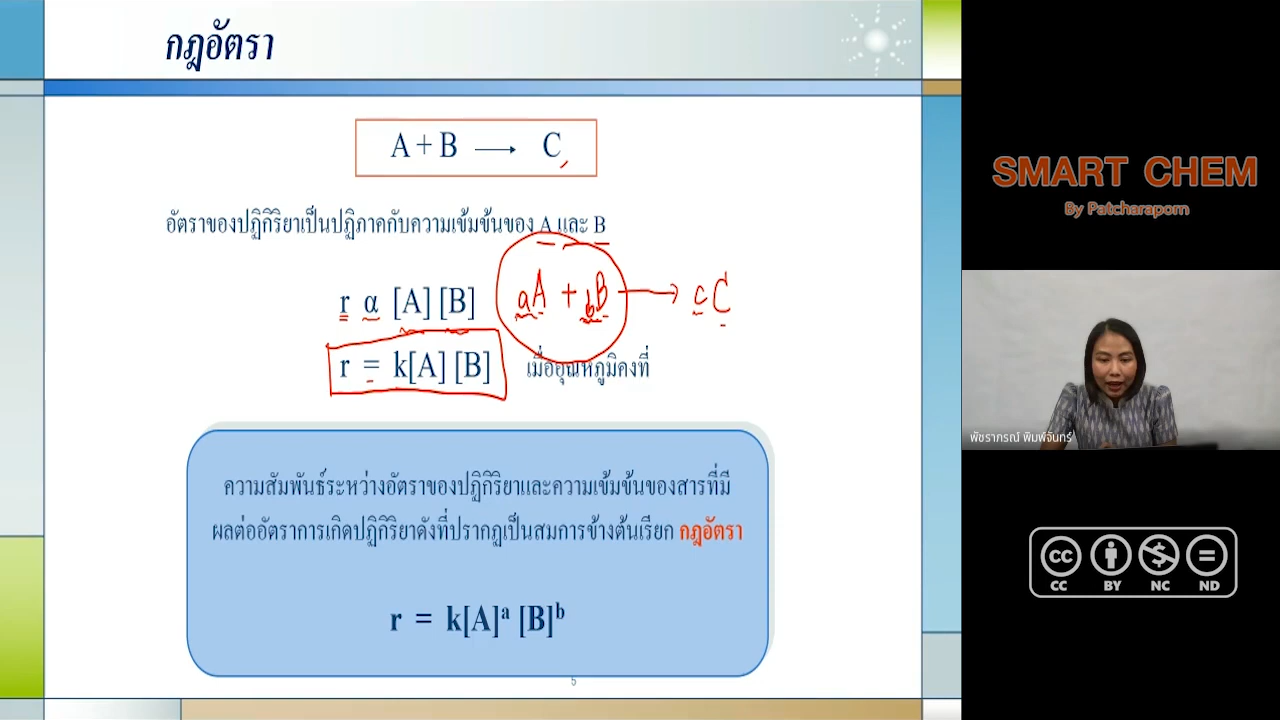 กฎอัตรา
A + B → C
อัตราของปฏิกิริยาเป็นปฏิภาคกับความเข้มข้นของ A และ B
r α [A] [B]
aA + bB → cC
r = k[A] [B] เมื่ออุณหภูมิคงที่
ความสัมพันธ์ระหว่างอัตราของปฏิกิริยาและความเข้มข้นของสารที่มี
ผลต่ออัตราการเกิดปฏิกิริยาดังที่ปรากฏเป็นสมการข้างต้นเรียก กฎอัตรา
r = k[A]ᵃ [B]ᵇ
5
SMART CHEM
By Patcharaporn
พัชราภรณ์ พิมพ์จันทร์
CC BY NC ND